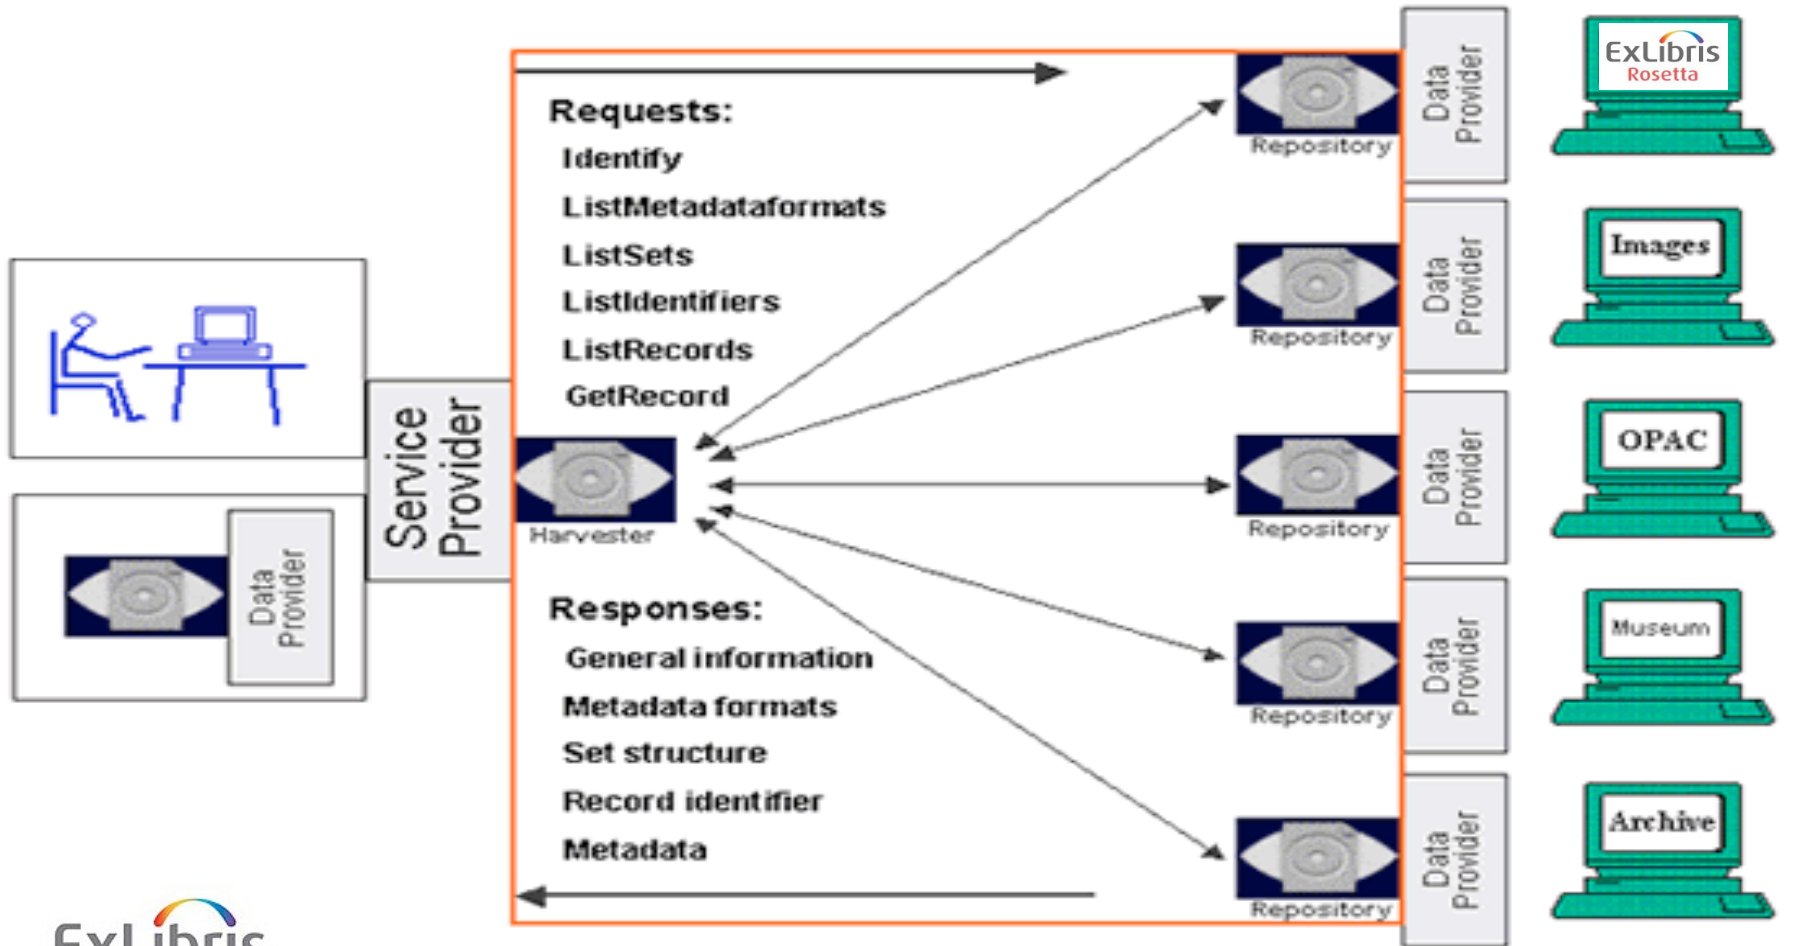 Requests:
Identify
ListMetadataformats
ListSets
ListIdentifiers
ListRecords
GetRecord
Service
Provider
Harvester
Data
Provider
Responses:
General information
Metadata formats
Set structure
Record identifier
Metadata
Repository
Data
Provider
ExLibris
Rosetta
Repository
Data
Provider
Images
Repository
Data
Provider
OPAC
Repository
Data
Provider
Museum
Repository
Data
Provider
Archive
ExLibris